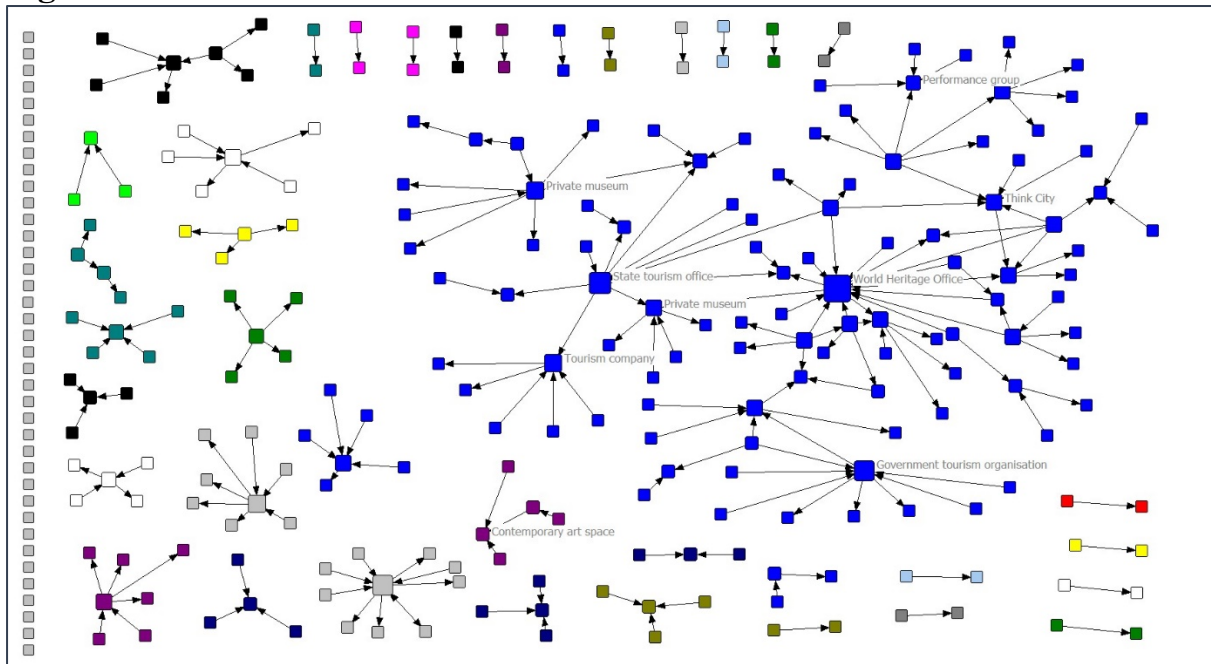 Performance group
Private museum
Think City
State tourism office
World Heritage Office
Private museum
Tourism company
Government tourism organisation
Contemporary art space